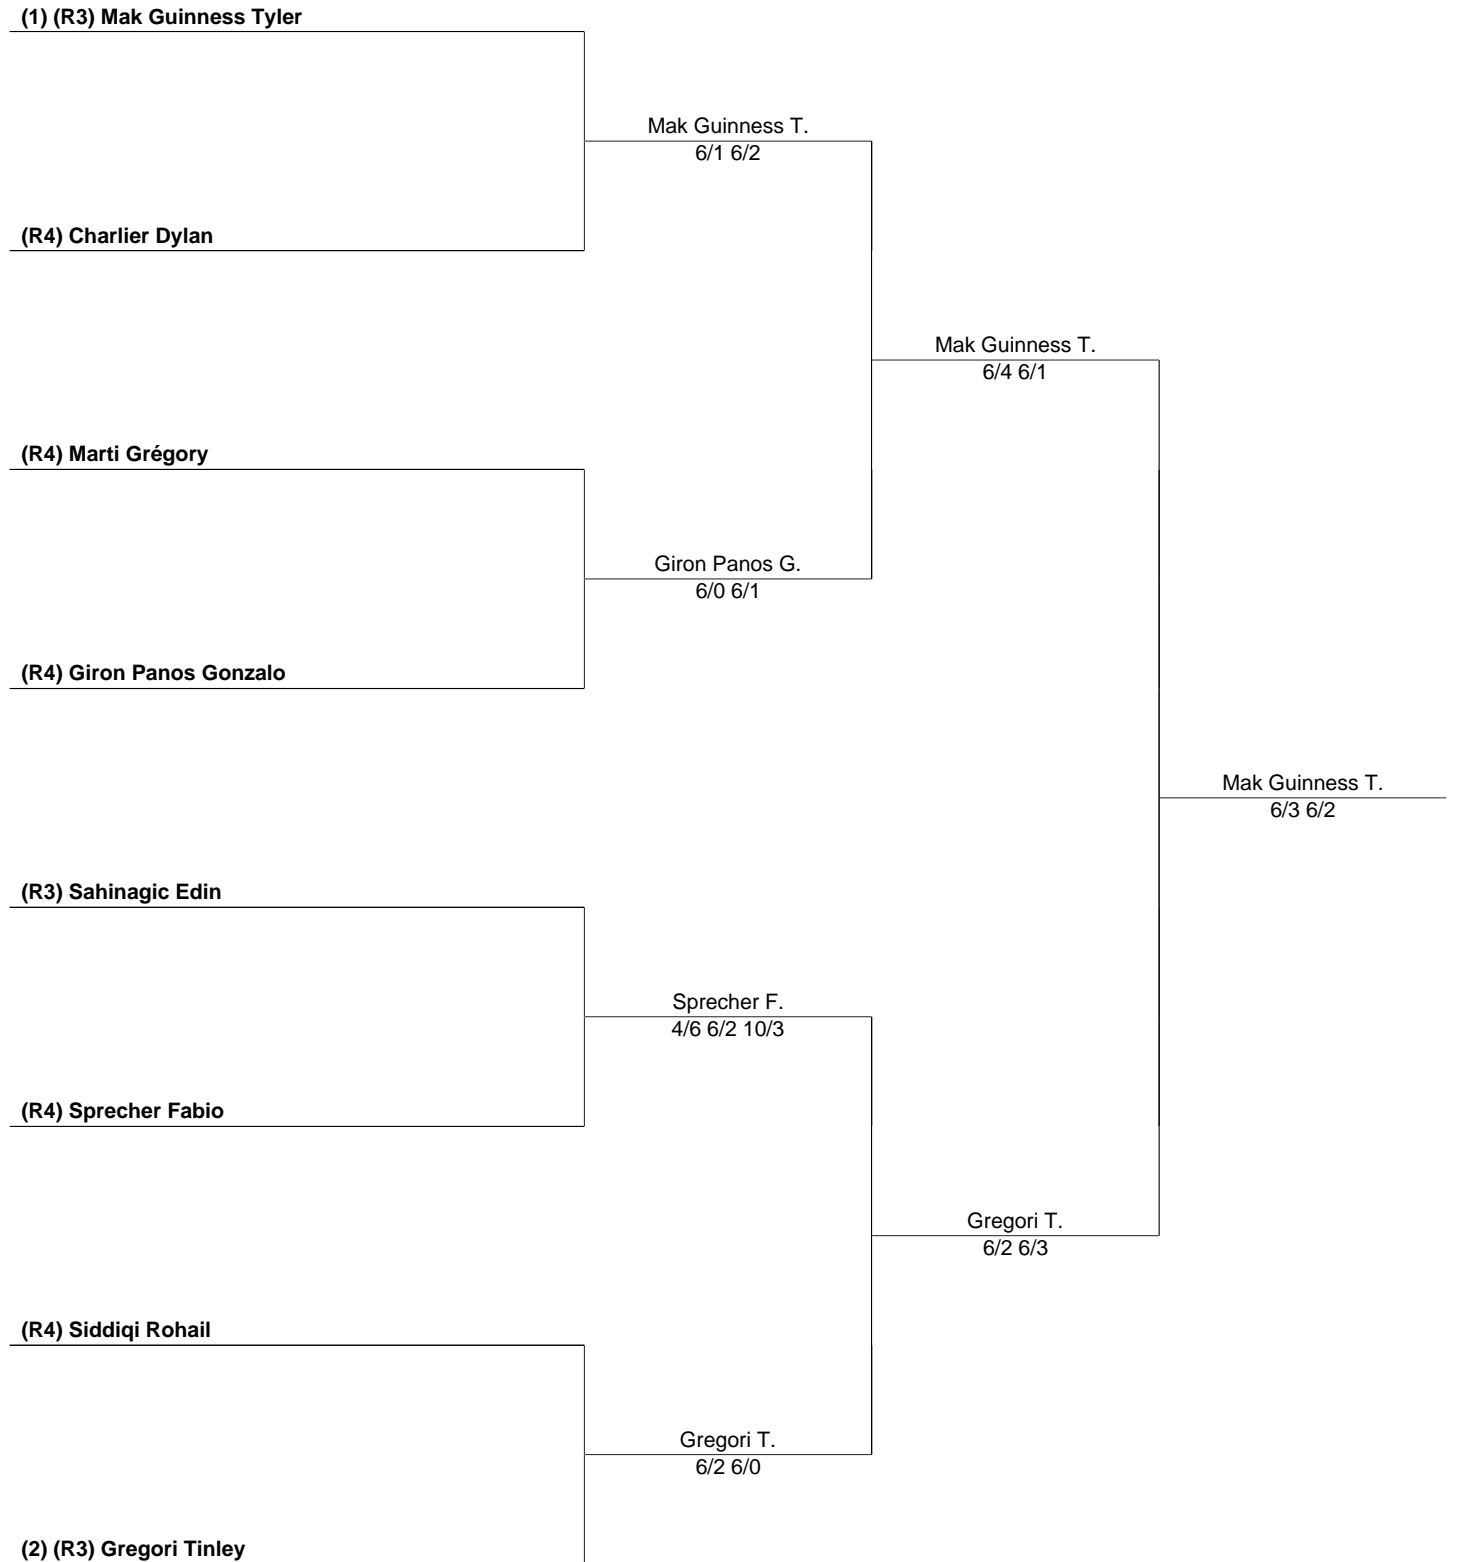 (1) (R3) Mak Guinness Tyler
Mak Guinness T.
6/1 6/2
(R4) Charlier Dylan
Mak Guinness T.
6/4 6/1
(R4) Marti Grégory
Giron Panos G.
6/0 6/1
(R4) Giron Panos Gonzalo
Mak Guinness T.
6/3 6/2
(R3) Sahinagic Edin
Sprecher F.
4/6 6/2 10/3
(R4) Sprecher Fabio
Gregori T.
6/2 6/3
(R4) Siddiqi Rohail
Gregori T.
6/2 6/0
(2) (R3) Gregori Tinley